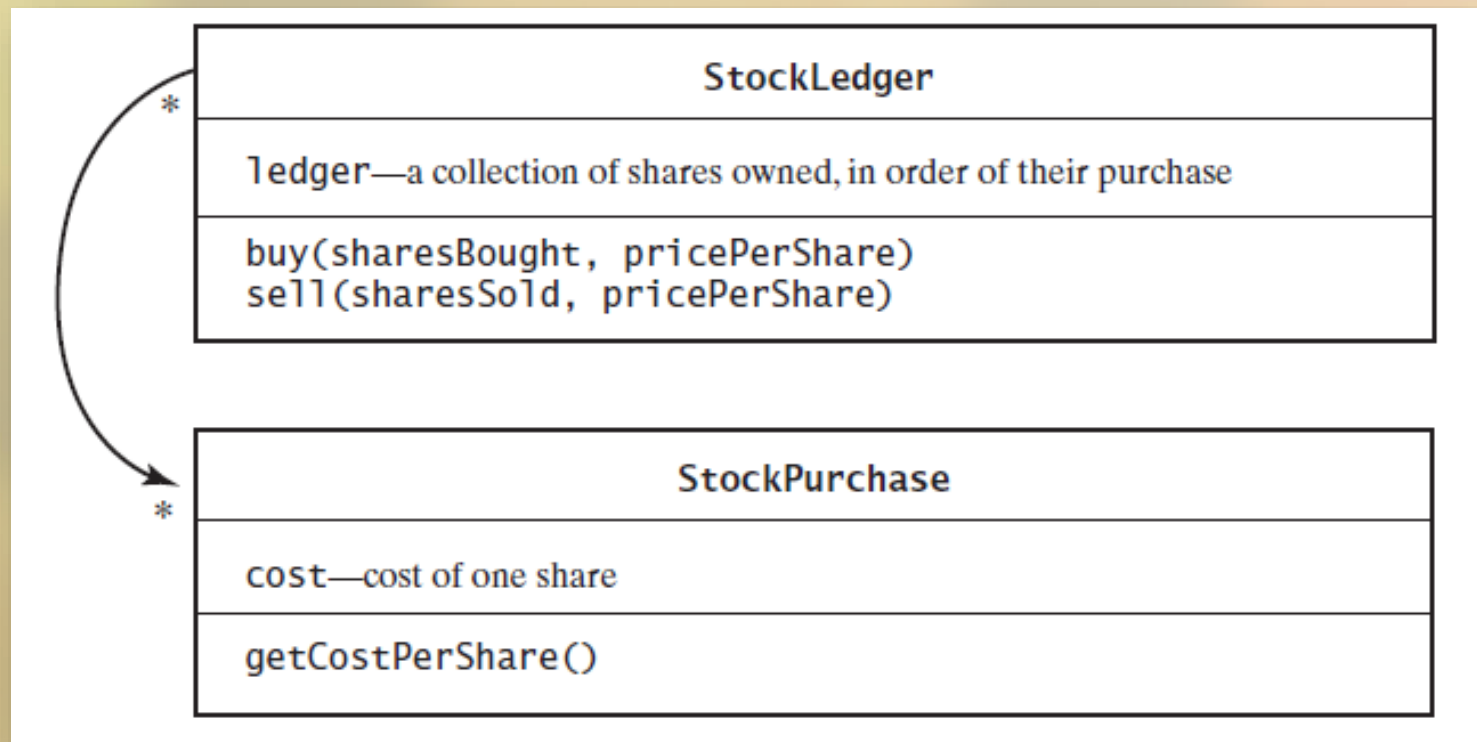 StockLedger
*
ledger—a collection of shares owned, in order of their purchase
buy(sharesBought, pricePerShare)
sell(sharesSold, pricePerShare)
StockPurchase
*
cost—cost of one share
getCostPerShare()